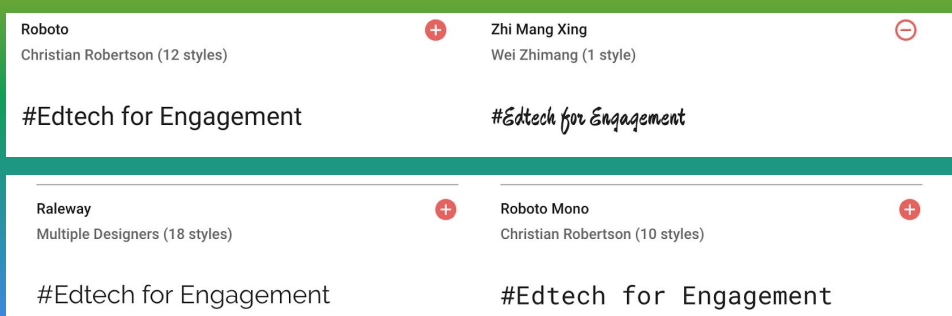 Roboto
Christian Robertson (12 styles)
#Edtech for Engagement
Zhi Mang Xing
Wei Zhimang (1 style)
#Edtech for Engagement
Raleway
Multiple Designers (18 styles)
#Edtech for Engagement
Roboto Mono
Christian Robertson (10 styles)
#Edtech for Engagement